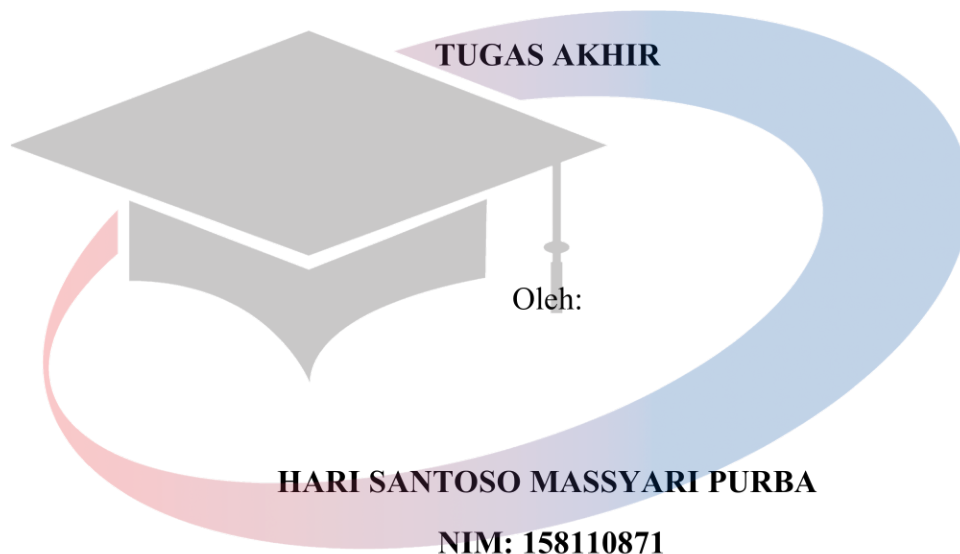 TUGAS AKHIR
Oleh:
HARI SANTOSO MASSYARI PURBA
NIM: 158110871